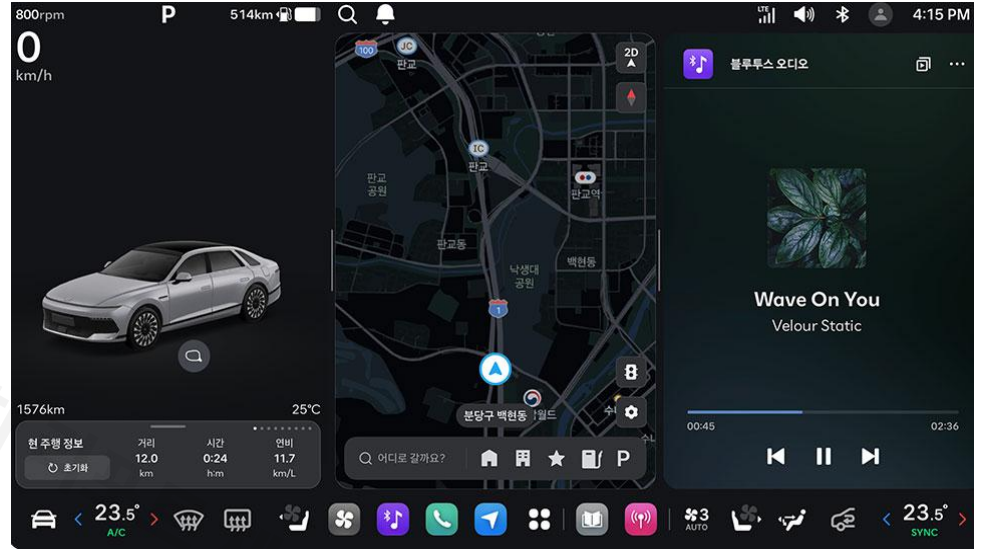 800rpm
P
514km
LTE
4:15 PM
0
km/h
1576km
25°C
현 주행 정보
초기화
거리
12.0
km
시간
0:24
h:m
연비
11.7
km/L
100
JC
판교
2D
IC
판교
판교
공원
판교역
판교동
낙생대
공원
백현동
1
분당구 백현동
월드
어디로 갈까요?
P
블루투스 오디오
Wave On You
Velour Static
00:45
02:36
23.5°
A/C
3
AUTO
23.5°
SYNC